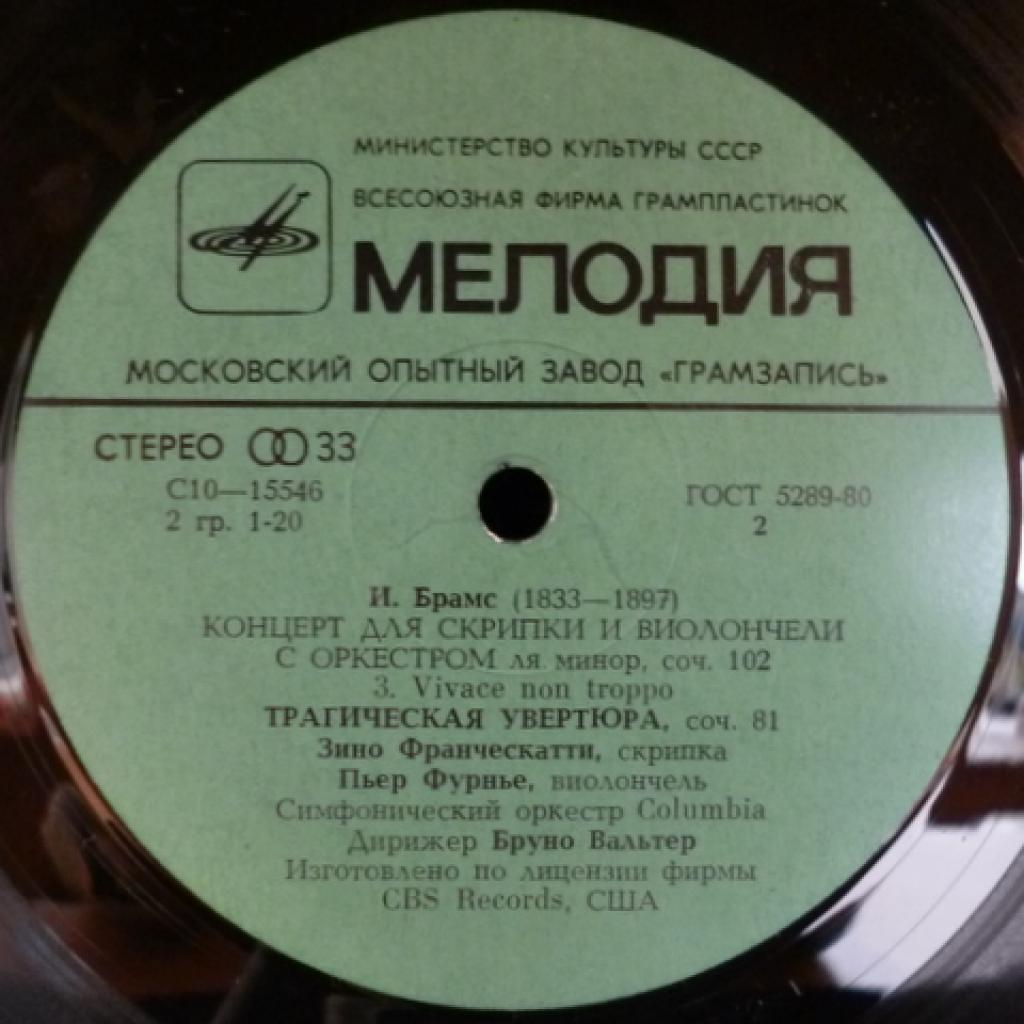 МИНИСТЕРСТВО КУЛЬТУРЫ СССР
ВСЕСОЮЗНАЯ ФИРМА ГРАМПЛАСТИНОК
МЕЛОДИЯ
МОСКОВСКИЙ ОПЫТНЫЙ ЗАВОД «ГРАМЗАПИСЬ»
СТЕРЕО 33
С10—15546
2 гр. 1-20
ГОСТ 5289-80
2
И. Брамс (1833—1897)
КОНЦЕРТ ДЛЯ СКРИПКИ И ВИОЛОНЧЕЛИ
С ОРКЕСТРОМ ля минор, соч. 102
3. Vivace non troppo
ТРАГИЧЕСКАЯ УВЕРТЮРА, соч. 81
Зино Франческатти, скрипка
Пьер Фурнье, виолончель
Симфонический оркестр Columbia
Дирижер Бруно Вальтер
Изготовлено по лицензии фирмы
CBS Records, США